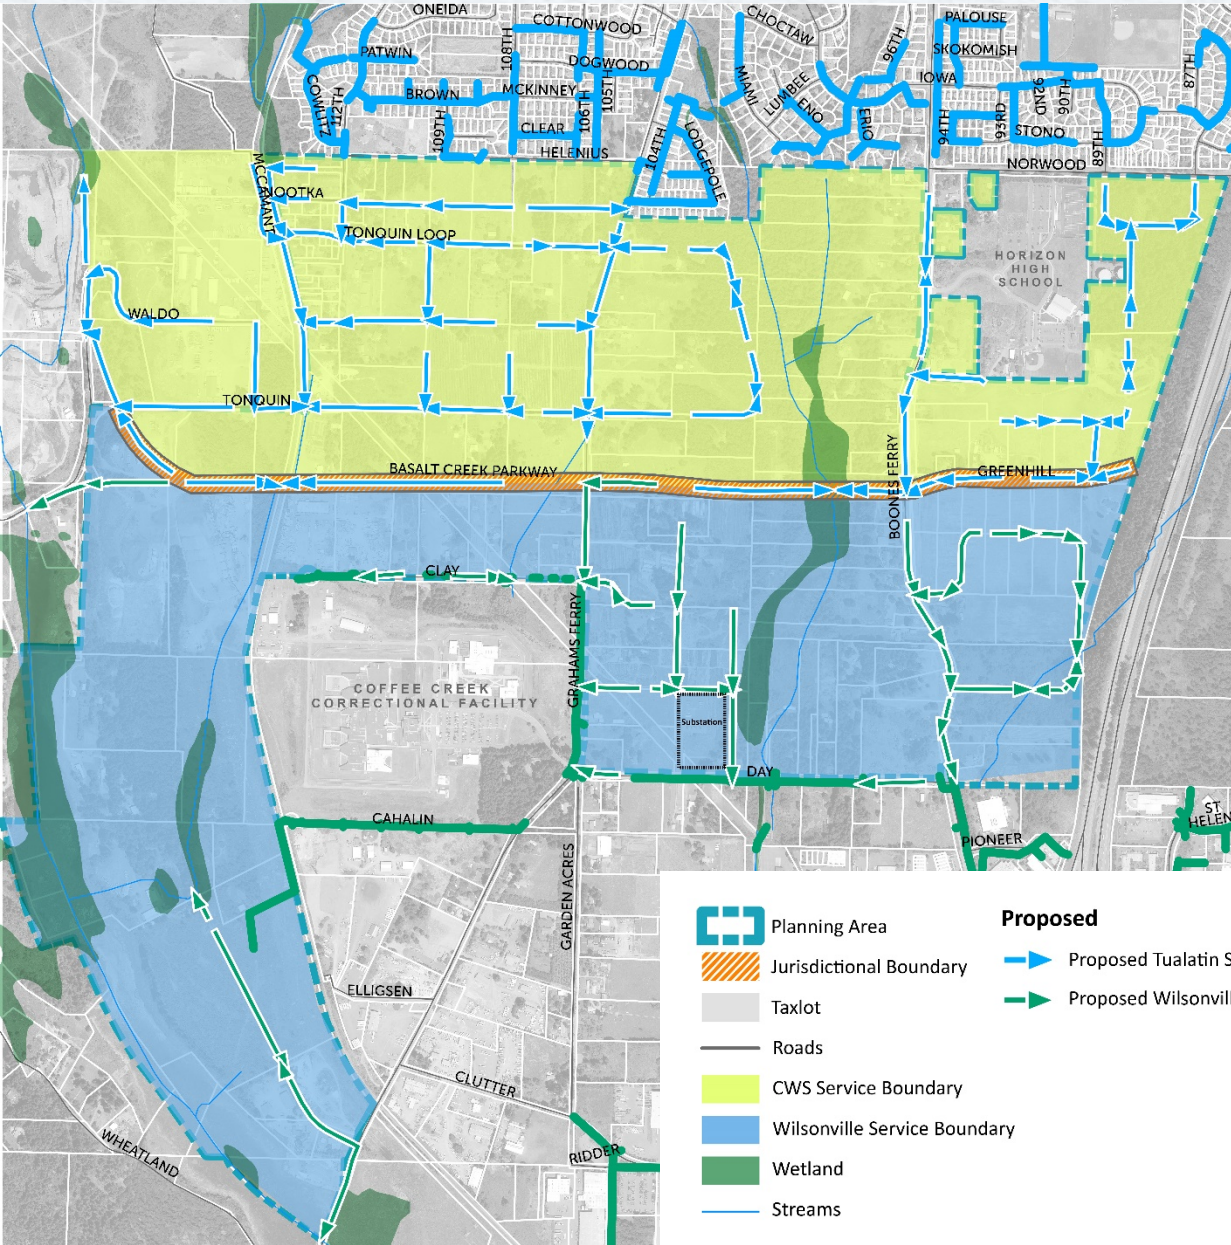 ONEIDA
COTTONWOOD
CHOCTAW
PALOUSE
PATWIN
108TH
DOGWOOD
96TH
SKOKOMISH
COWLITZ
112TH
BROWN
MCKINNEY
106TH
105TH
MIAMI
LUMBEE
IOWA
92ND
90TH
87TH
109TH
CLEAR
ENO
ERIO
94TH
93RD
STONO
HELENIUS
104TH
LODGEPOLE
NORWOOD
89TH
MCCAMANT
NOOTKA
TONQUIN LOOP
HORIZON
HIGH
SCHOOL
WALDO
TONQUIN
BASALT CREEK PARKWAY
BOONES FERRY
GREENHILL
CLAY
GRAHAMS FERRY
COFFEE CREEK
CORRECTIONAL FACILITY
Substation
DAY
CAHALIN
PIONEER
ST
HELEN
GARDEN ACRES
ELLIGSEN
CLUTTER
RIDDER
WHEATLAND
Planning Area
Jurisdictional Boundary
Taxlot
Roads
CWS Service Boundary
Wilsonville Service Boundary
Wetland
Streams
Proposed
Proposed Tualatin S
Proposed Wilsonvill